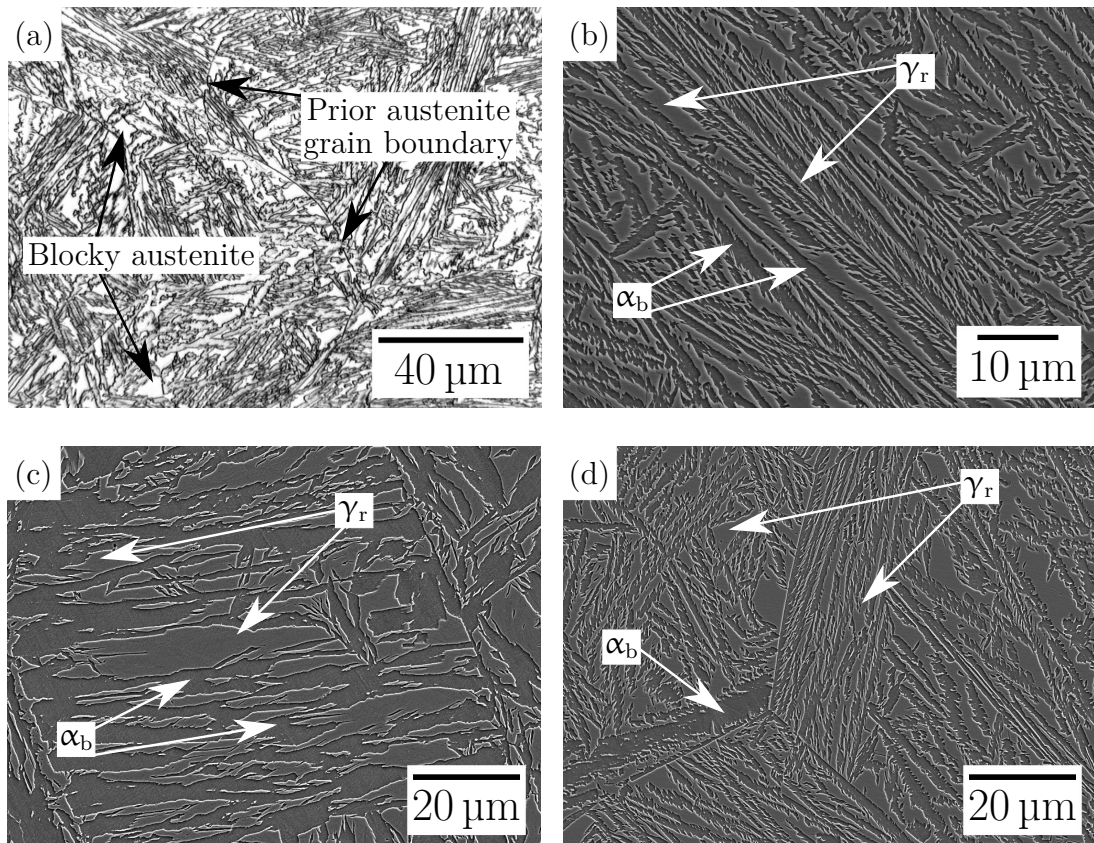 (a)
Prior austenite
grain boundary
Blocky austenite
40 µm
(b)
γr
αb
10 µm
(c)
γr
αb
20 µm
(d)
γr
αb
20 µm